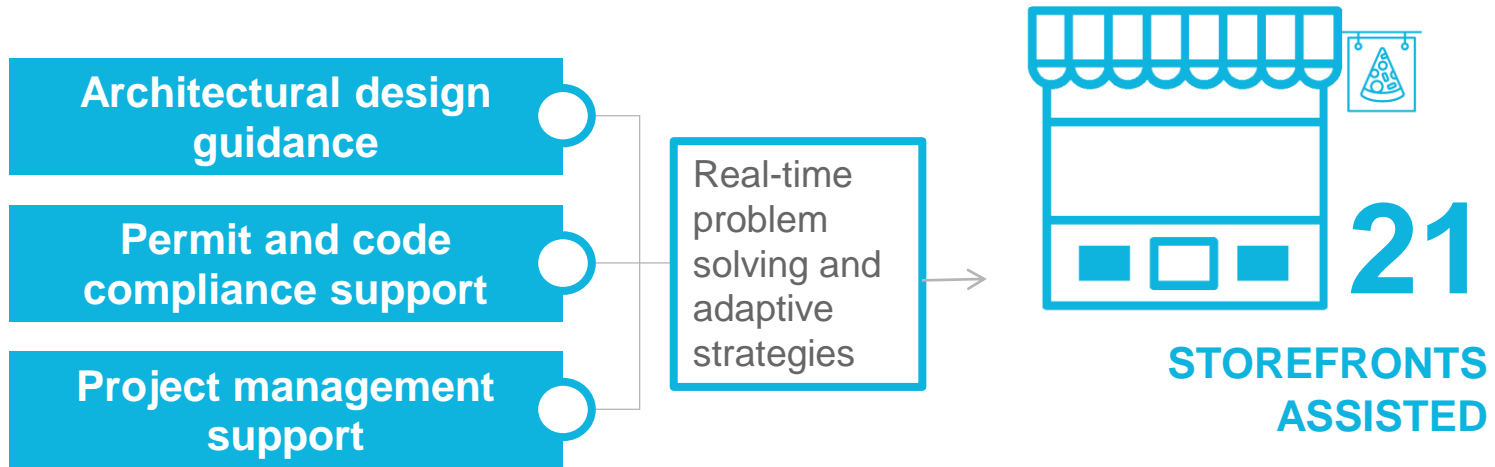 Architectural design
guidance
Permit and code
compliance support
Project management
support
Real-time
problem
solving and
adaptive
strategies
21
STOREFRONTS
ASSISTED